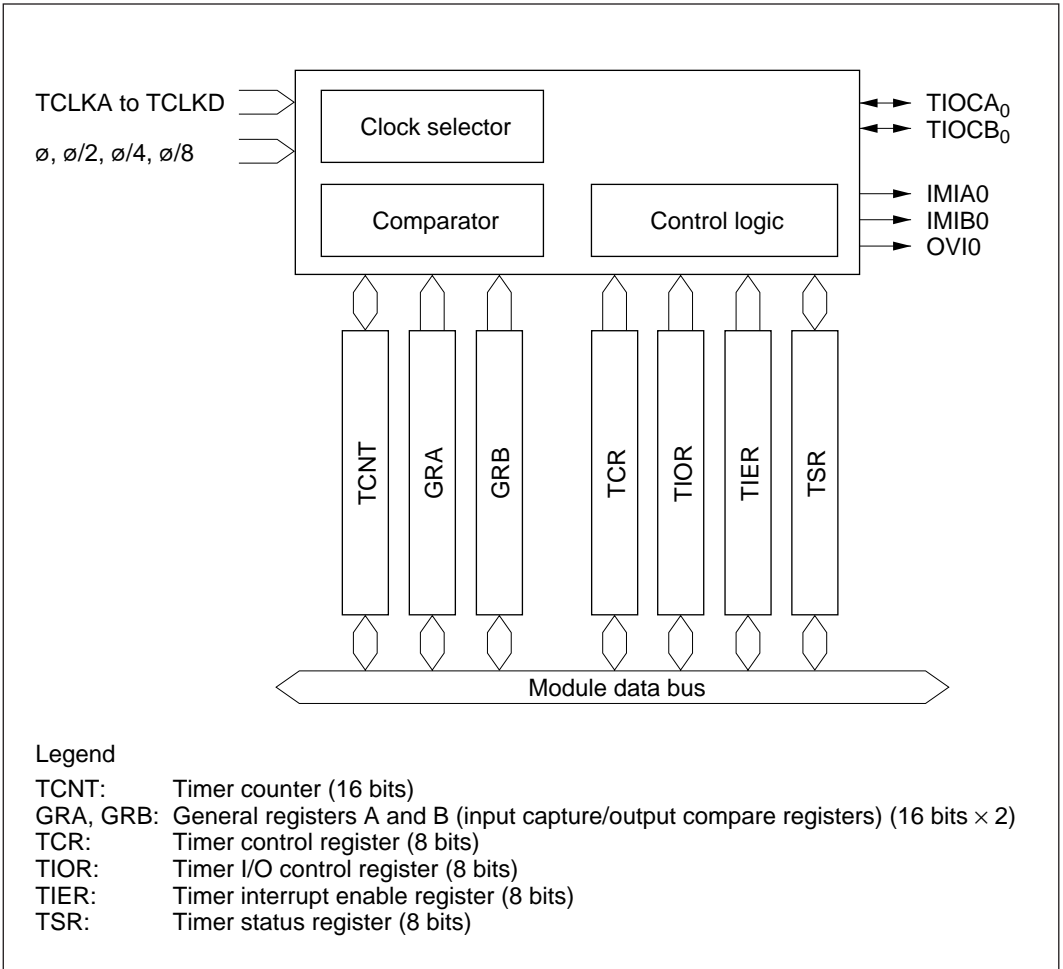 TCLKA to TCLKD
ø, ø/2, ø/4, ø/8
Clock selector
Comparator
Control logic
TIOCA0
TIOCB0
IMIA0
IMIB0
OVI0
TCNT
GRA
GRB
TCR
TIOR
TIER
TSR
Module data bus
Legend
TCNT: Timer counter (16 bits)
GRA, GRB: General registers A and B (input capture/output compare registers) (16 bits × 2)
TCR: Timer control register (8 bits)
TIOR: Timer I/O control register (8 bits)
TIER: Timer interrupt enable register (8 bits)
TSR: Timer status register (8 bits)